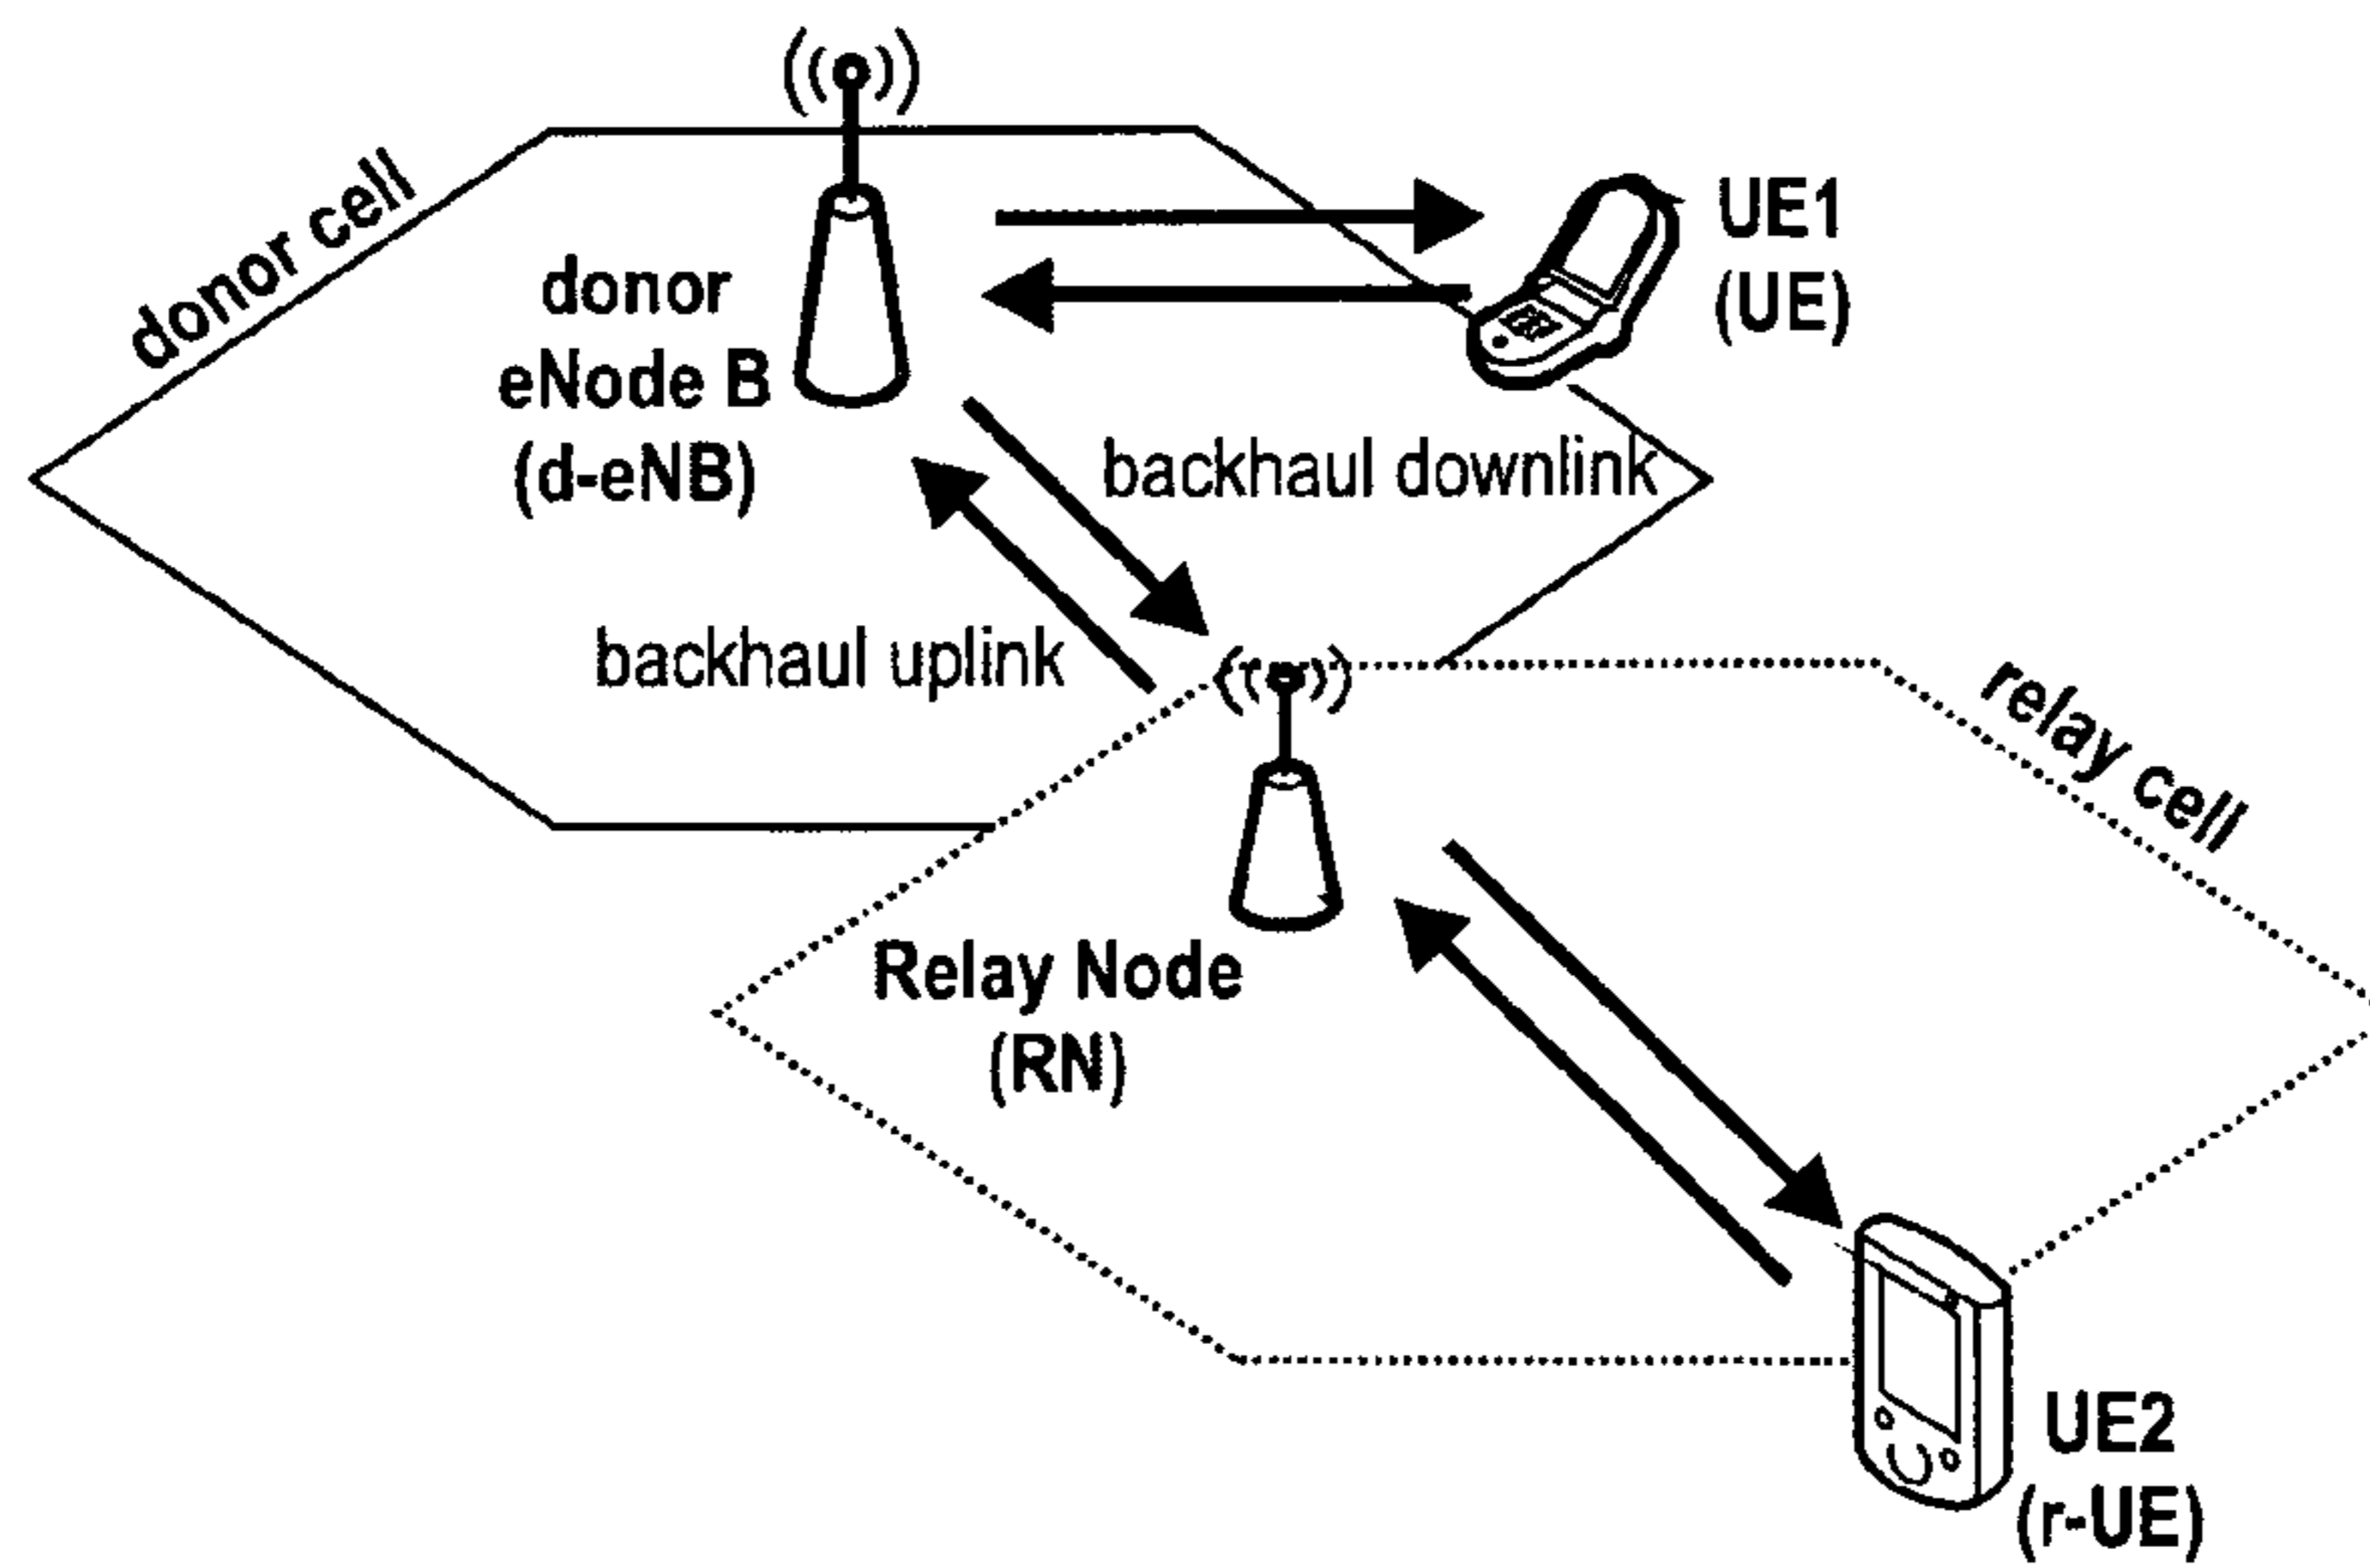 donor cell
donor
eNode B
(d-eNB)
UE1
(UE)
backhaul downlink
backhaul uplink
relay cell
Relay Node
(RN)
UE2
(r-UE)